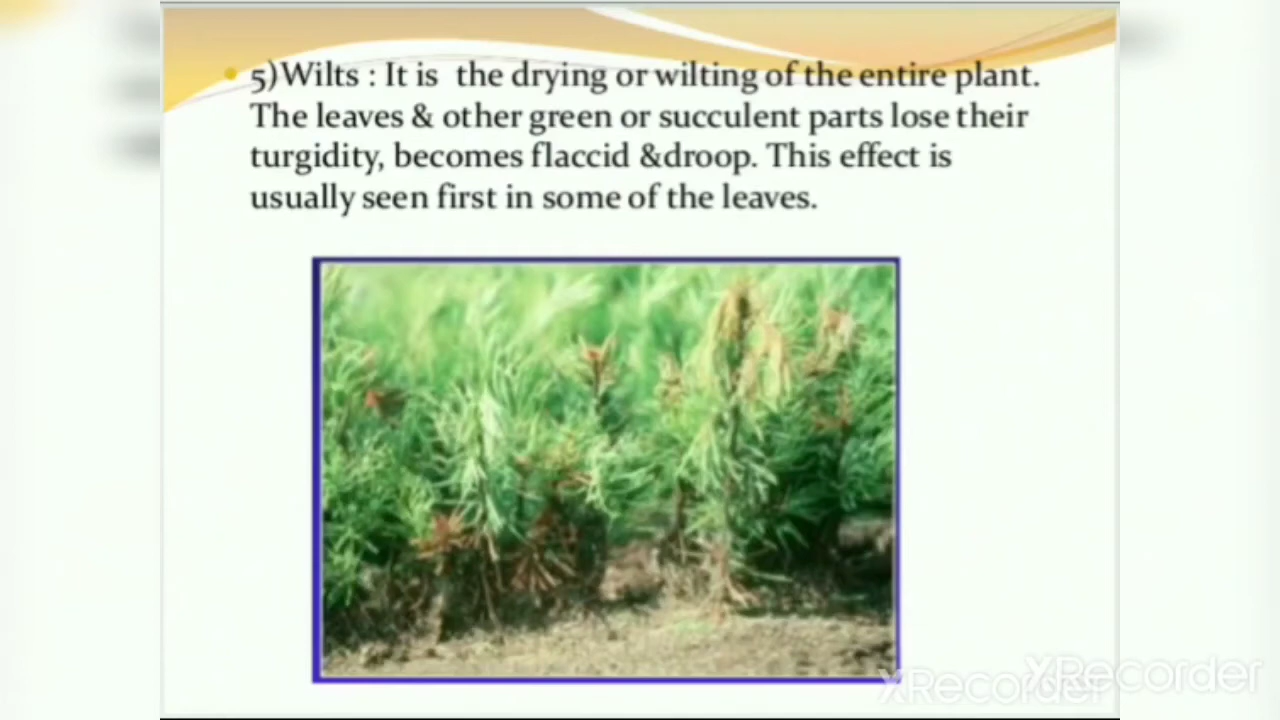 5)Wilts : It is the drying or wilting of the entire plant.
The leaves & other green or succulent parts lose their
turgidity, becomes flaccid &droop. This effect is
usually seen first in some of the leaves.
XRecorder
XRecorder